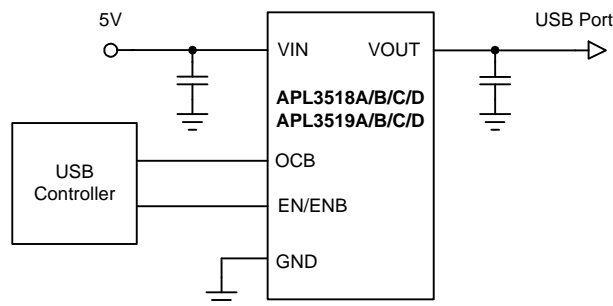 5V
USB Port
VIN
VOUT
APL3518A/B/C/D
APL3519A/B/C/D
USB
Controller
OCB
EN/ENB
GND